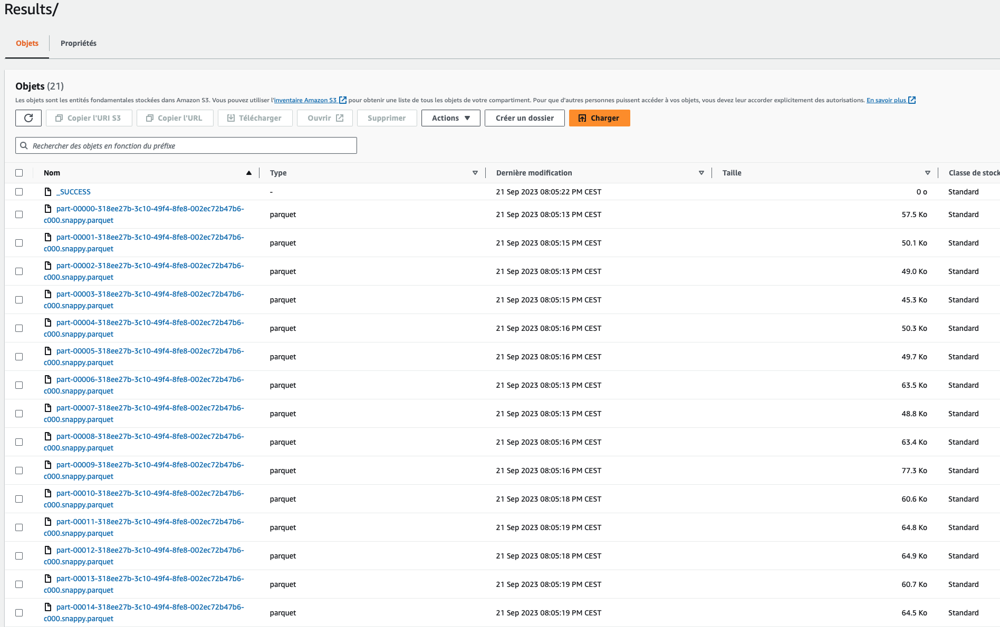 Results/
Objets
Propriétés
Objets (21)
Les objets sont les entités fondamentales stockées dans Amazon S3. Vous pouvez utiliser l'inventaire Amazon S3 pour obtenir une liste de tous les objets de votre compartiment. Pour que d'autres personnes puissent accéder à vos objets, vous devez leur accorder explicitement des autorisations. En savoir plus
Copier l'URI S3 Copier l'URL Télécharger Ouvrir Supprimer Actions Créer un dossier Charger
Rechercher des objets en fonction du préfixe
Nom Type Dernière modification Taille Classe de stock
_SUCCESS - 21 Sep 2023 08:05:22 PM CEST 0 o Standard
part-00000-318ee27b-3c10-49f4-8fe8-002ec72b47b6-
c000.snappy.parquet parquet 21 Sep 2023 08:05:13 PM CEST 57.5 Ko Standard
part-00001-318ee27b-3c10-49f4-8fe8-002ec72b47b6-
c000.snappy.parquet parquet 21 Sep 2023 08:05:15 PM CEST 50.1 Ko Standard
part-00002-318ee27b-3c10-49f4-8fe8-002ec72b47b6-
c000.snappy.parquet parquet 21 Sep 2023 08:05:13 PM CEST 49.0 Ko Standard
part-00003-318ee27b-3c10-49f4-8fe8-002ec72b47b6-
c000.snappy.parquet parquet 21 Sep 2023 08:05:15 PM CEST 45.3 Ko Standard
part-00004-318ee27b-3c10-49f4-8fe8-002ec72b47b6-
c000.snappy.parquet parquet 21 Sep 2023 08:05:16 PM CEST 50.3 Ko Standard
part-00005-318ee27b-3c10-49f4-8fe8-002ec72b47b6-
c000.snappy.parquet parquet 21 Sep 2023 08:05:16 PM CEST 49.7 Ko Standard
part-00006-318ee27b-3c10-49f4-8fe8-002ec72b47b6-
c000.snappy.parquet parquet 21 Sep 2023 08:05:13 PM CEST 63.5 Ko Standard
part-00007-318ee27b-3c10-49f4-8fe8-002ec72b47b6-
c000.snappy.parquet parquet 21 Sep 2023 08:05:13 PM CEST 48.8 Ko Standard
part-00008-318ee27b-3c10-49f4-8fe8-002ec72b47b6-
c000.snappy.parquet parquet 21 Sep 2023 08:05:16 PM CEST 63.4 Ko Standard
part-00009-318ee27b-3c10-49f4-8fe8-002ec72b47b6-
c000.snappy.parquet parquet 21 Sep 2023 08:05:16 PM CEST 77.3 Ko Standard
part-00010-318ee27b-3c10-49f4-8fe8-002ec72b47b6-
c000.snappy.parquet parquet 21 Sep 2023 08:05:18 PM CEST 60.6 Ko Standard
part-00011-318ee27b-3c10-49f4-8fe8-002ec72b47b6-
c000.snappy.parquet parquet 21 Sep 2023 08:05:19 PM CEST 64.8 Ko Standard
part-00012-318ee27b-3c10-49f4-8fe8-002ec72b47b6-
c000.snappy.parquet parquet 21 Sep 2023 08:05:18 PM CEST 64.9 Ko Standard
part-00013-318ee27b-3c10-49f4-8fe8-002ec72b47b6-
c000.snappy.parquet parquet 21 Sep 2023 08:05:19 PM CEST 60.7 Ko Standard
part-00014-318ee27b-3c10-49f4-8fe8-002ec72b47b6-
c000.snappy.parquet parquet 21 Sep 2023 08:05:19 PM CEST 64.5 Ko Standard